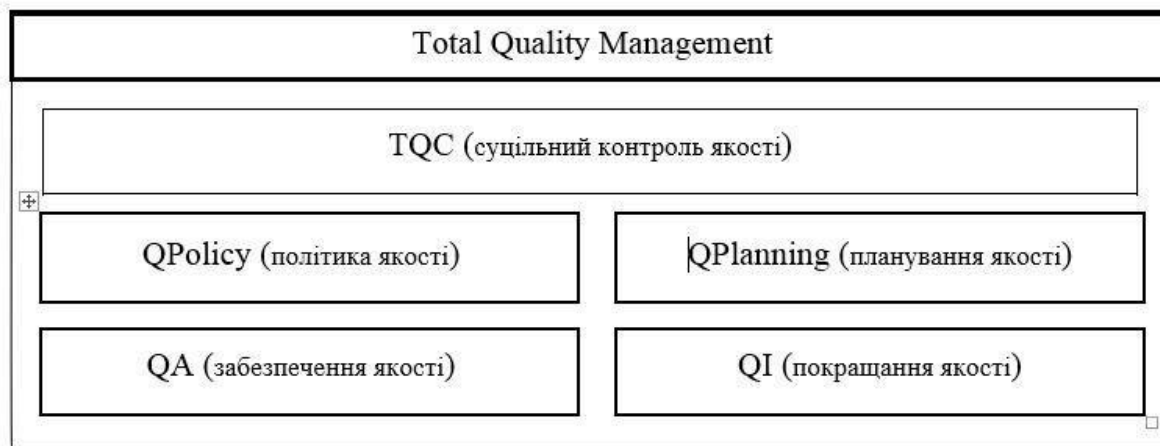 Total Quality Management
TQC (суцільний контроль якості)
QPolicy (політика якості)
QPlanning (планування якості)
QA (забезпечення якості)
QI (покращання якості)